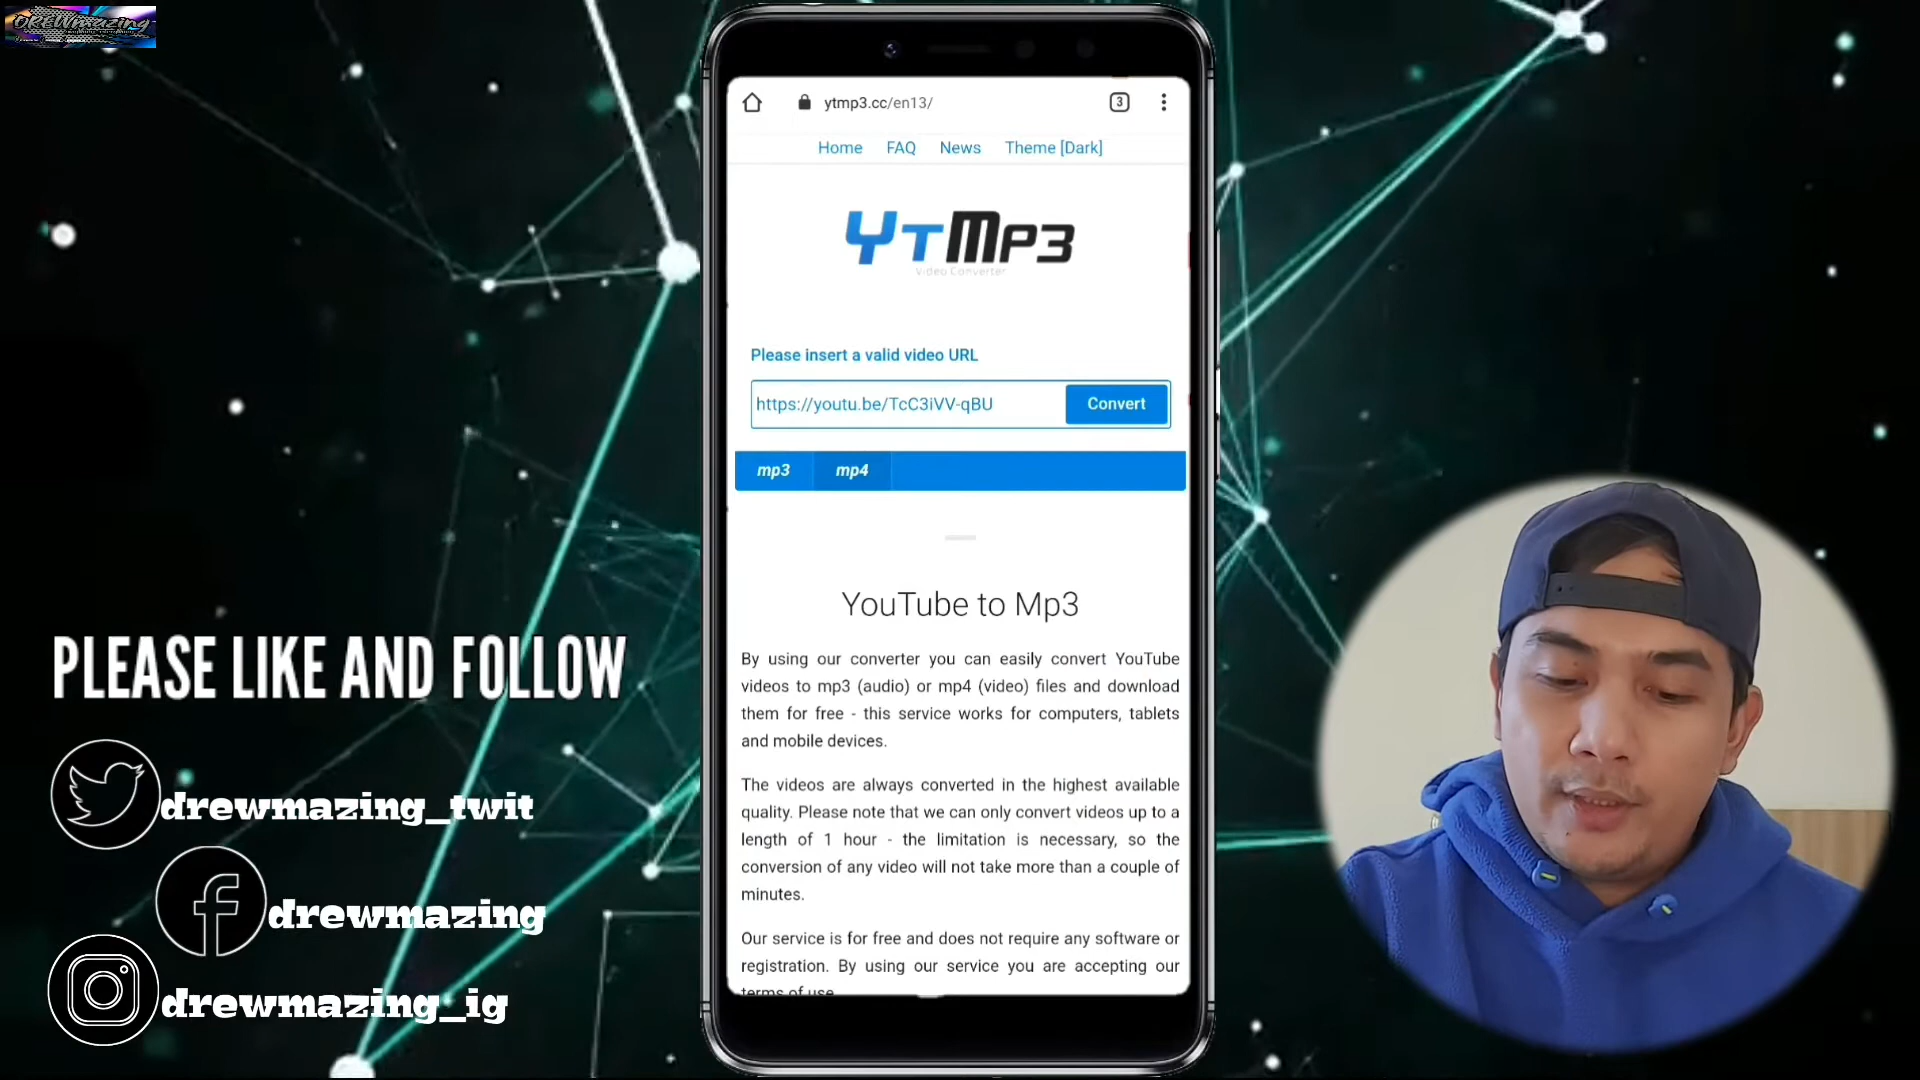 DREWmazing
ytmp3.cc/en13/
3
Home FAQ News Theme [Dark]
YTMP3
Video Converter
Please insert a valid video URL
https://youtu.be/TcC3iVV-qBU
Convert
mp3 mp4
YouTube to Mp3
By using our converter you can easily convert YouTube
videos to mp3 (audio) or mp4 (video) files and download
them for free - this service works for computers, tablets
and mobile devices.
The videos are always converted in the highest available
quality. Please note that we can only convert videos up to a
length of 1 hour - the limitation is necessary, so the
conversion of any video will not take more than a couple of
minutes.
Our service is for free and does not require any software or
registration. By using our service you are accepting our
terms of use.
PLEASE LIKE AND FOLLOW
drewmazing_twit
drewmazing
drewmazing_ig